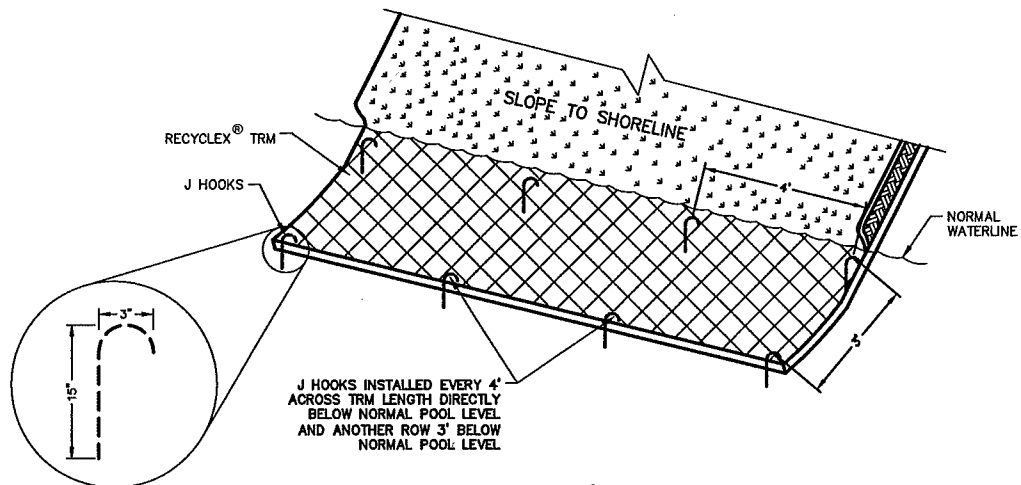 SLOPE TO SHORELINE
RECYCLEX® TRM
J HOOKS
4'
NORMAL
WATERLINE
3"
15"
J HOOKS INSTALLED EVERY 4'
ACROSS TRM LENGTH DIRECTLY
BELOW NORMAL POOL LEVEL
AND ANOTHER ROW 3' BELOW
NORMAL POOL LEVEL